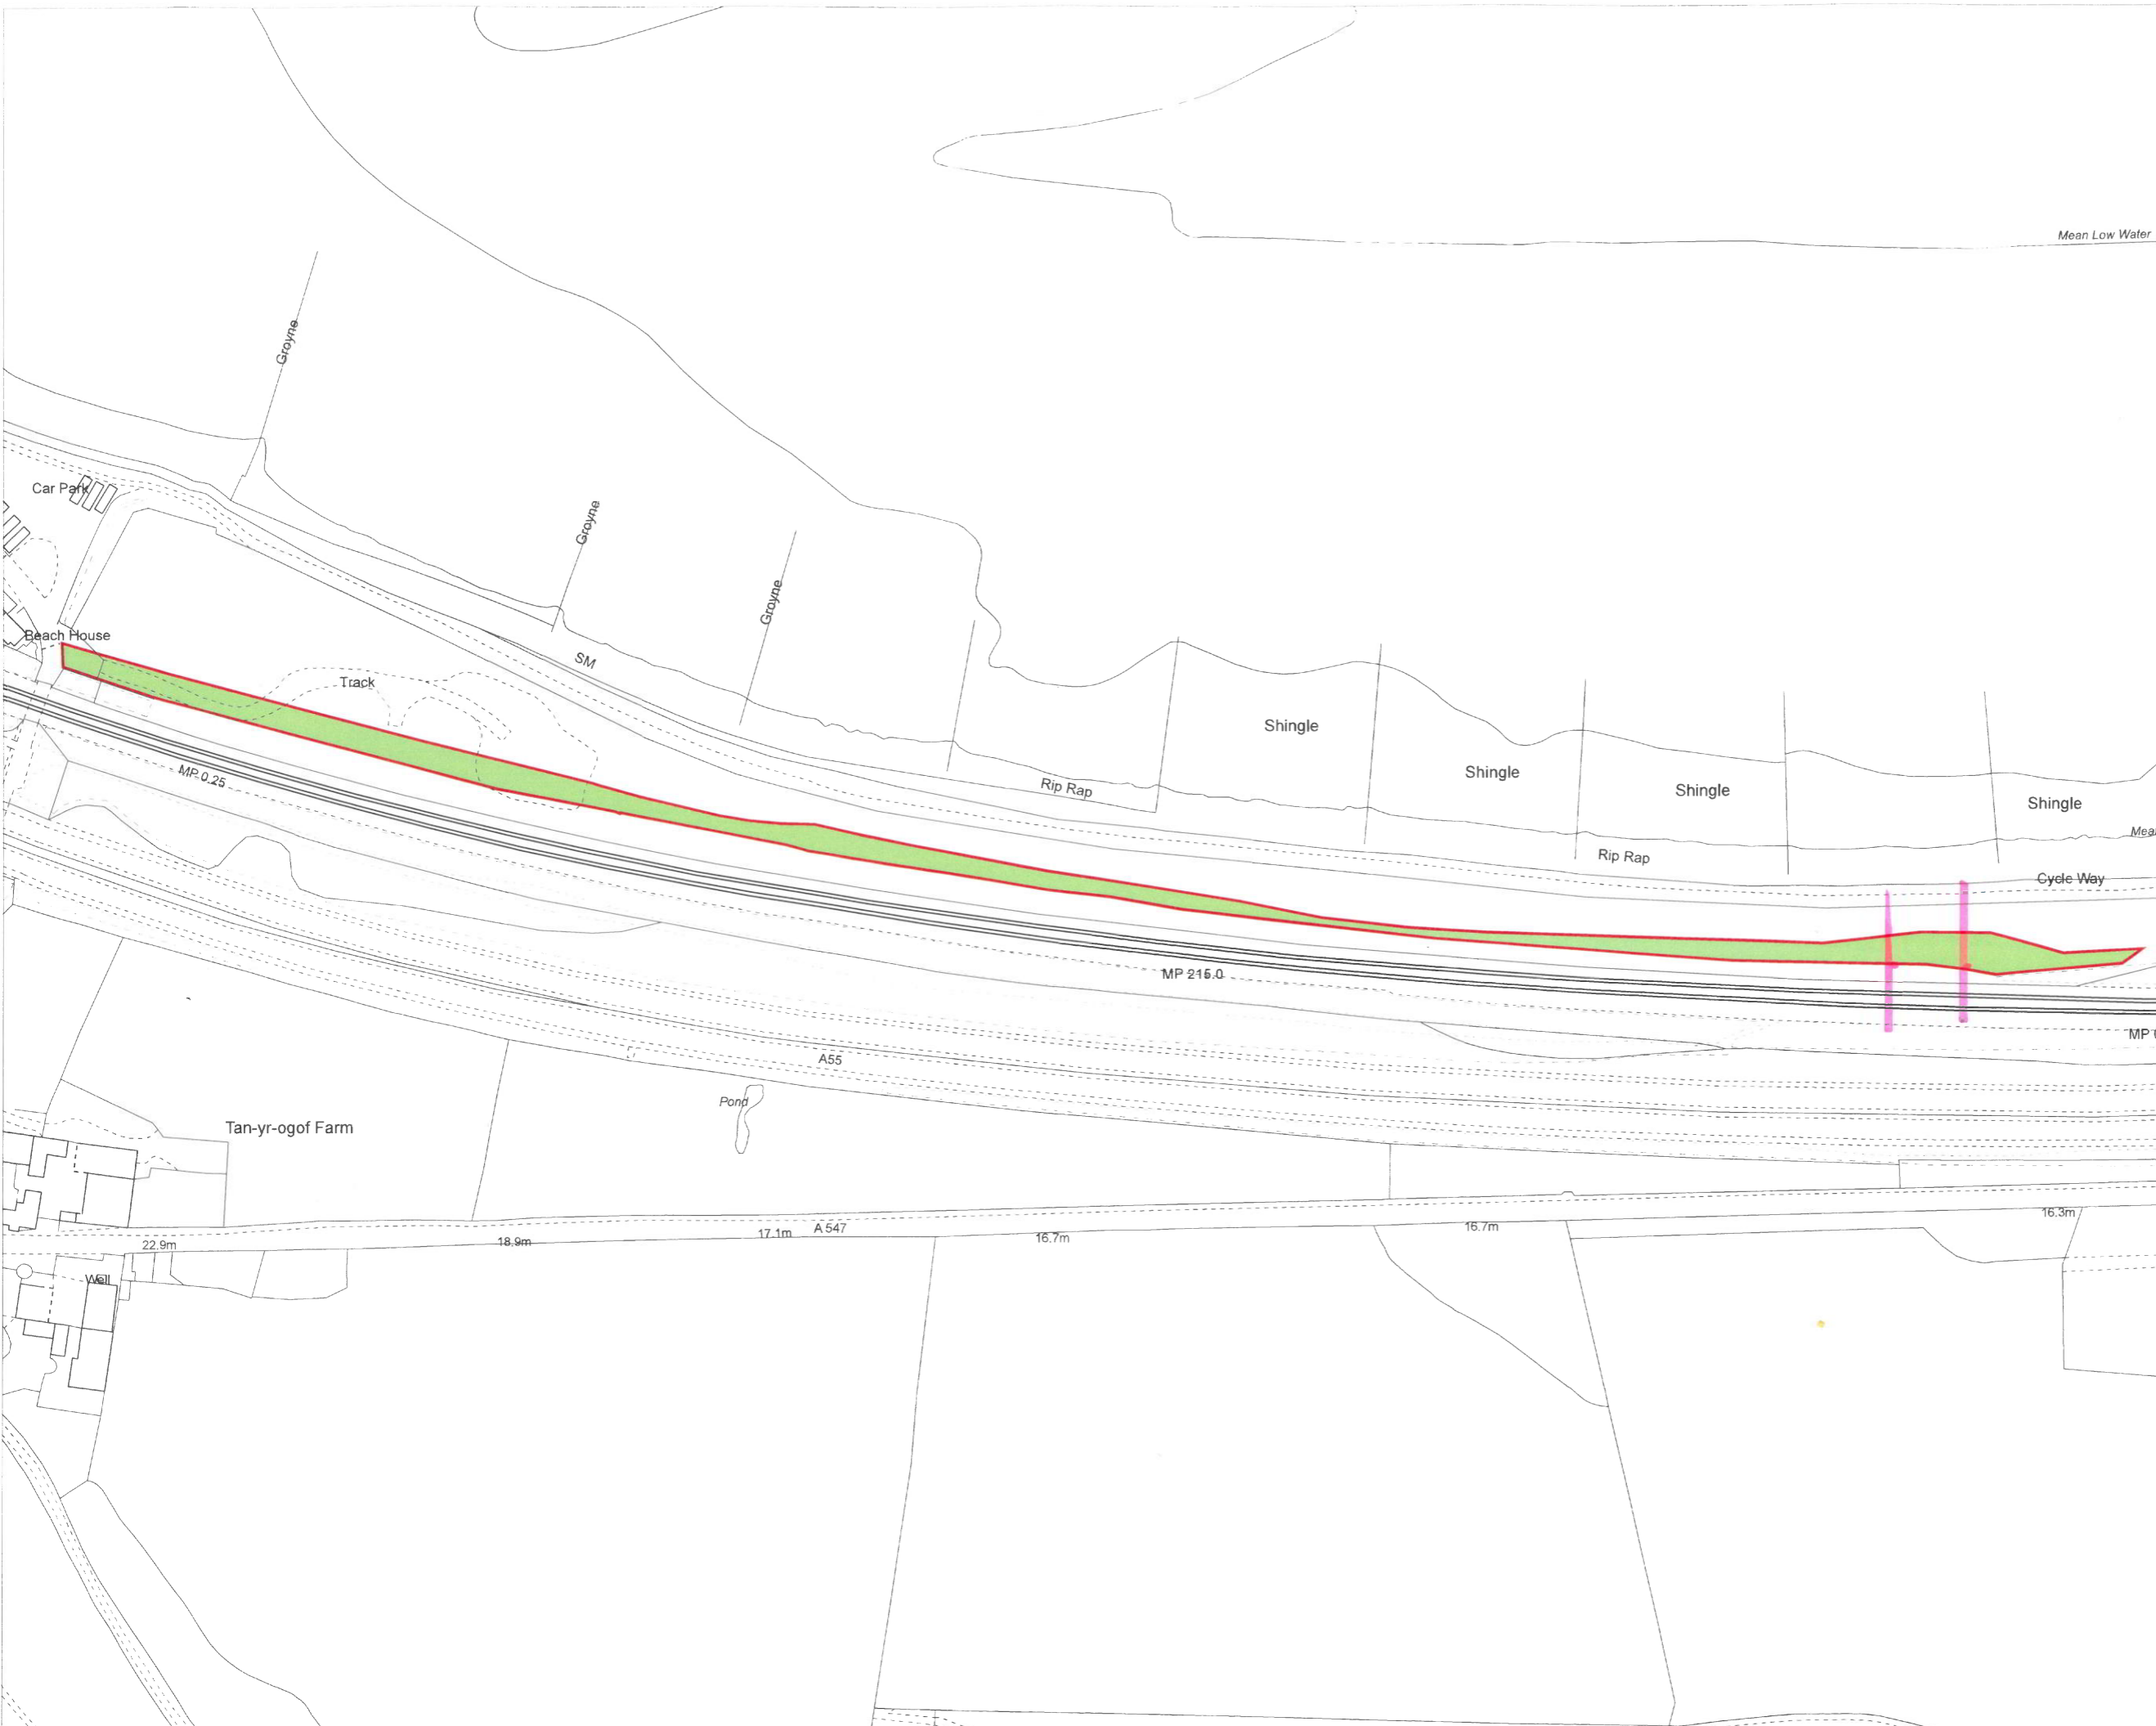 Mean Low Water
Groyne
Car Park
Groyne
Groyne
Beach House
SM
Track
Shingle
Shingle
Rip Rap
Shingle
Shingle
MP 0.25
Rip Rap
Cycle Way
MP 215.0
MP
A55
Pond
Tan-yr-ogof Farm
22.9m
18.9m
17.1m
A 547
16.7m
16.7m
16.3m
Well